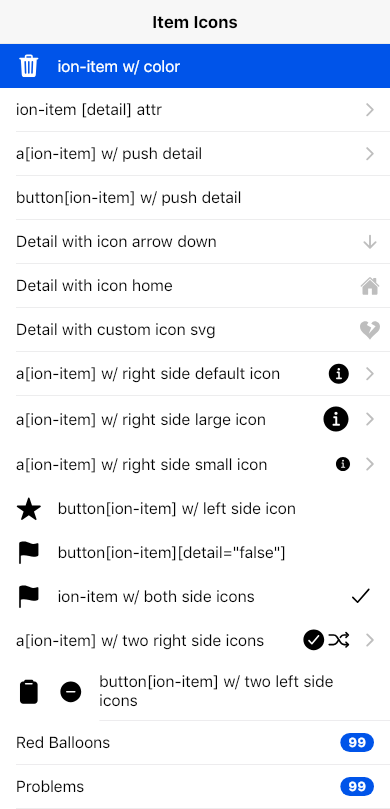 Item Icons
ion-item w/ color
ion-item [detail] attr
a[ion-item] w/ push detail
button[ion-item] w/ push detail
Detail with icon arrow down
Detail with icon home
Detail with custom icon svg
a[ion-item] w/ right side default icon
a[ion-item] w/ right side large icon
a[ion-item] w/ right side small icon
button[ion-item] w/ left side icon
button[ion-item][detail="false"]
ion-item w/ both side icons
a[ion-item] w/ two right side icons
button[ion-item] w/ two left side
icons
Red Balloons 99
Problems 99